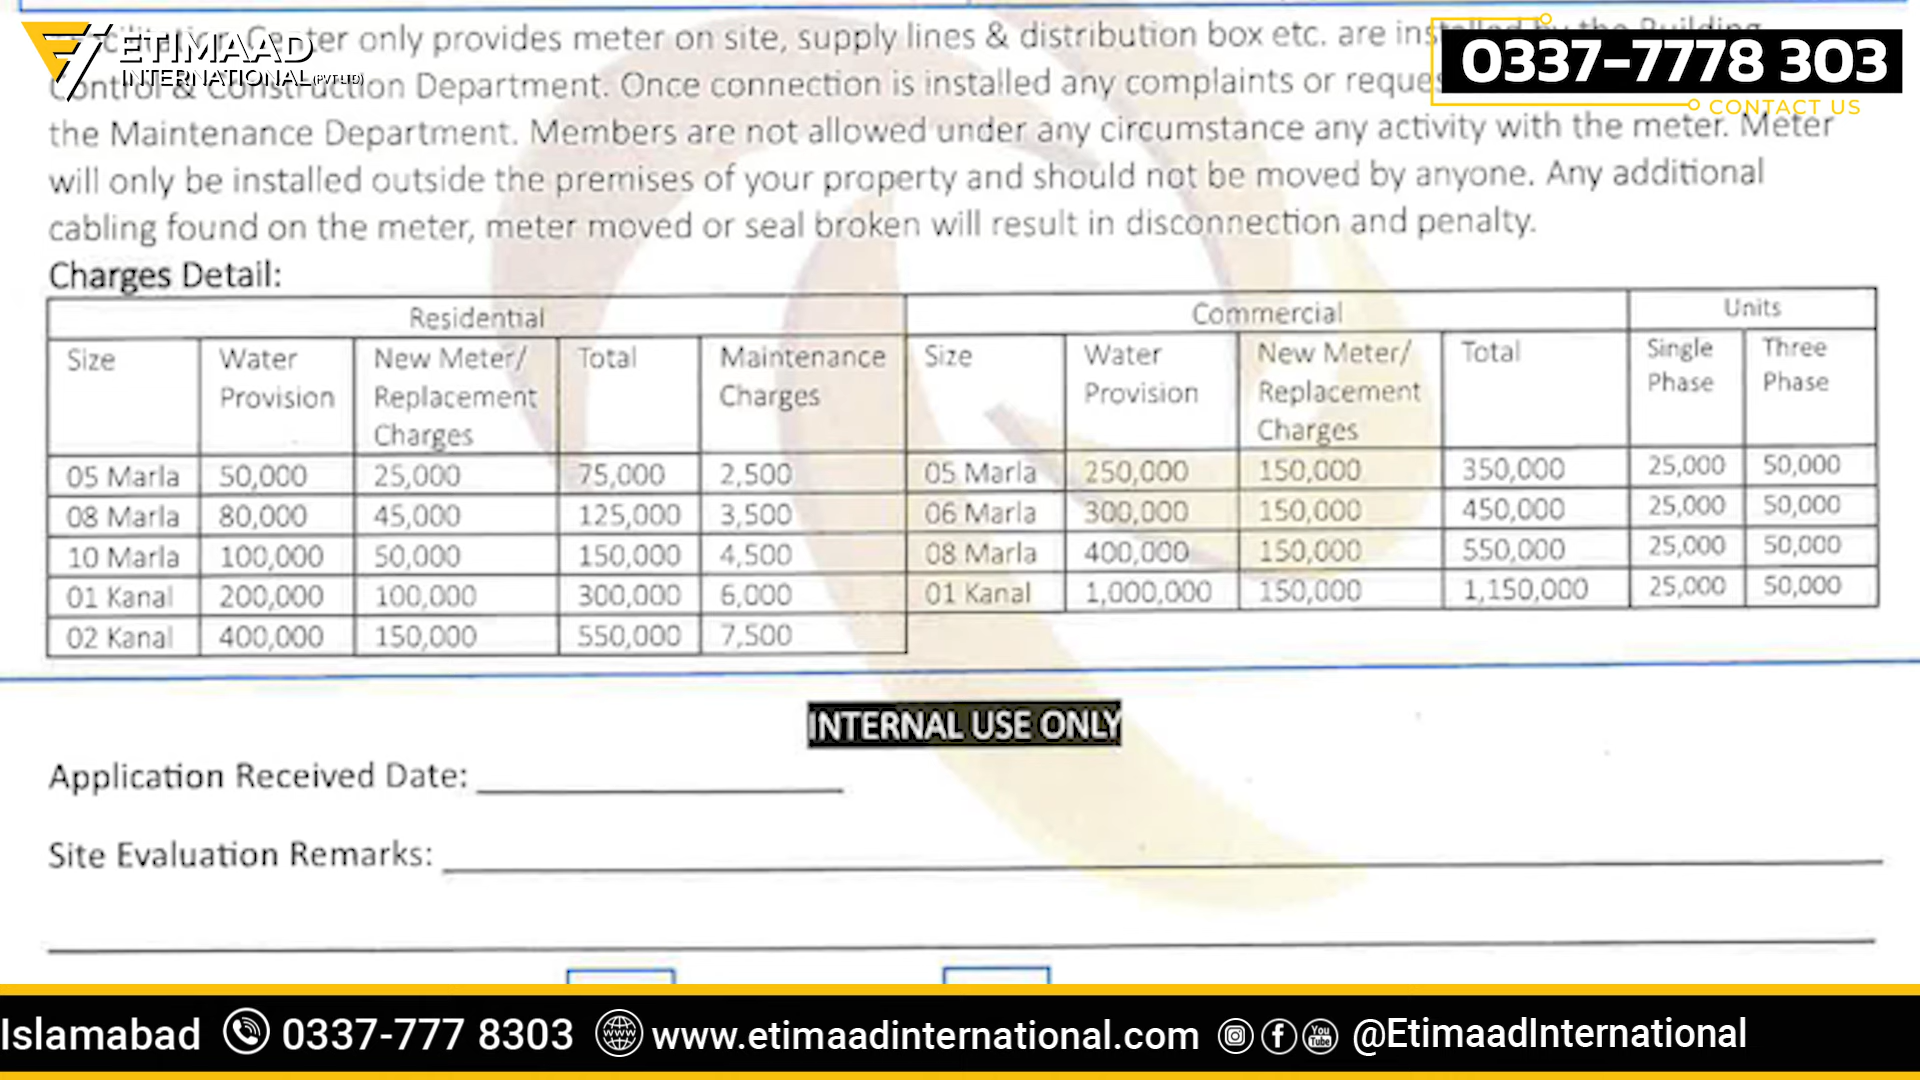 ETIMAAD
INTERNATIONAL (PVT LTD)
0337-7778 303
CONTACT US
Center only provides meter on site, supply lines & distribution box etc. are installed by the Building
Control & Construction Department. Once connection is installed any complaints or
the Maintenance Department. Members are not allowed under any circumstance any activity with the meter. Meter
will only be installed outside the premises of your property and should not be moved by anyone. Any additional
cabling found on the meter, meter moved or seal broken will result in disconnection and penalty.
Charges Detail:
Residential Commercial Units
Size Water Provision New Meter/ Replacement Charges Total Maintenance Charges Size Water Provision New Meter/ Replacement Charges Total Single Phase Three Phase
05 Marla 50,000 25,000 75,000 2,500 05 Marla 250,000 150,000 350,000 25,000 50,000
08 Marla 80,000 45,000 125,000 3,500 06 Marla 300,000 150,000 450,000 25,000 50,000
10 Marla 100,000 50,000 150,000 4,500 08 Marla 400,000 150,000 550,000 25,000 50,000
01 Kanal 200,000 100,000 300,000 6,000 01 Kanal 1,000,000 150,000 1,150,000 25,000 50,000
02 Kanal 400,000 150,000 550,000 7,500
INTERNAL USE ONLY
Application Received Date:
Site Evaluation Remarks:
Islamabad 0337-777 8303 www.etimaadinternational.com @EtimaadInternational